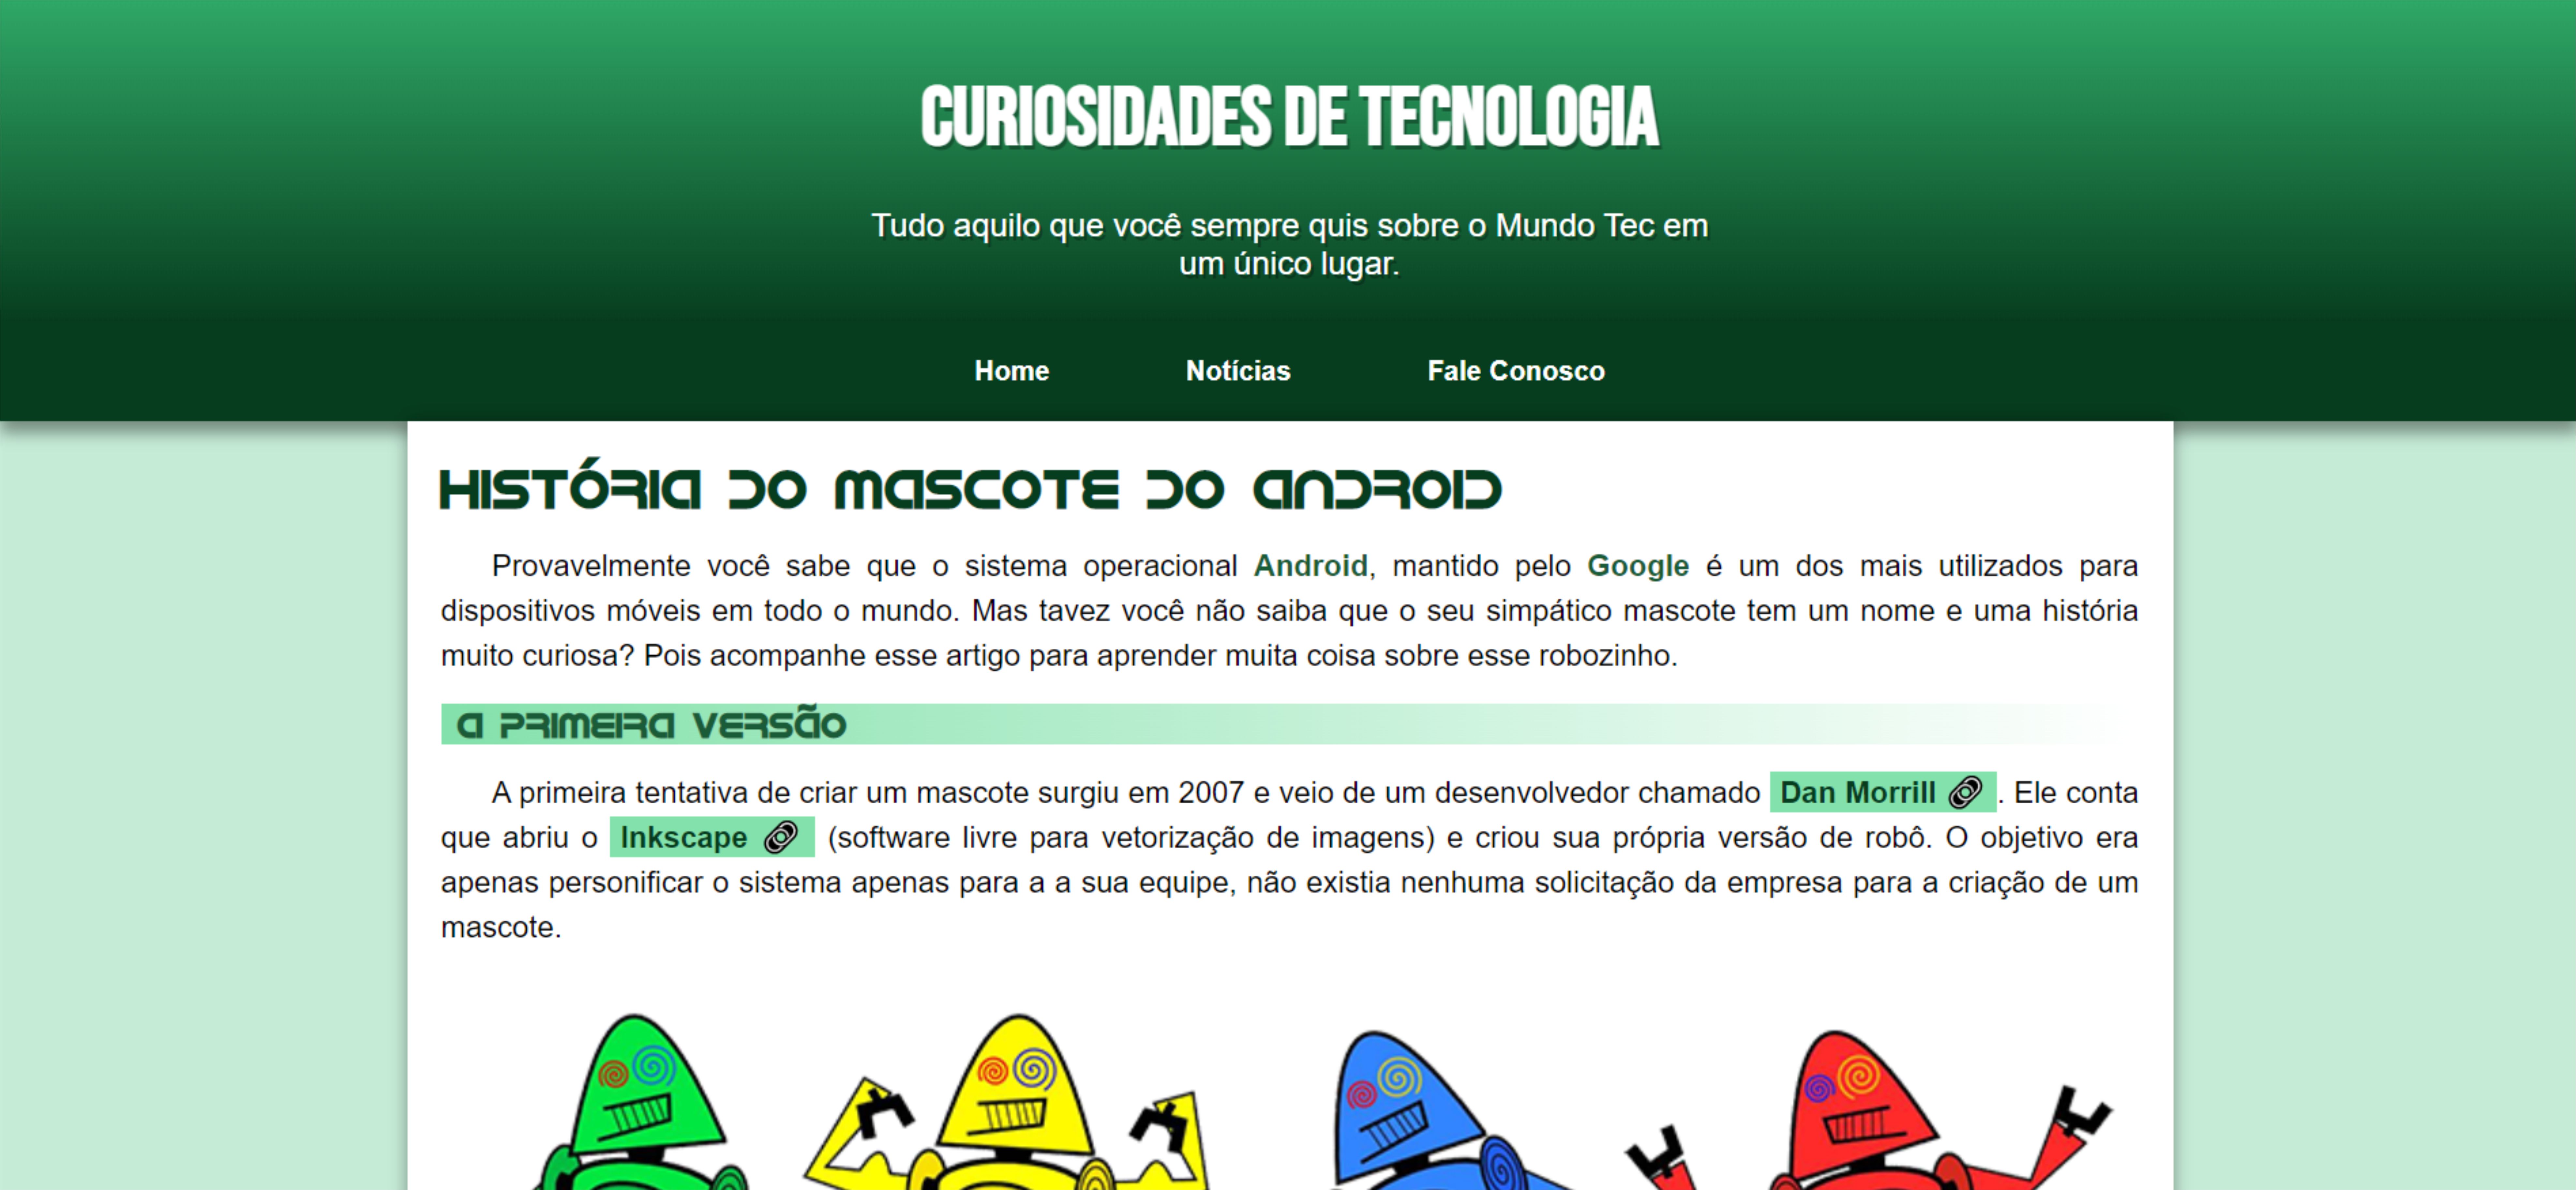 CURIOSIDADES DE TECNOLOGIA
Tudo aquilo que você sempre quis sobre o Mundo Tec em
um único lugar.
Home Notícias Fale Conosco
HISTÓRIA DO MASCOTE DO ANDROID
Provavelmente você sabe que o sistema operacional Android, mantido pelo Google é um dos mais utilizados para
dispositivos móveis em todo o mundo. Mas tavez você não saiba que o seu simpático mascote tem um nome e uma história
muito curiosa? Pois acompanhe esse artigo para aprender muita coisa sobre esse robozinho.
A PRIMEIRA VERSÃO
A primeira tentativa de criar um mascote surgiu em 2007 e veio de um desenvolvedor chamado Dan Morrill . Ele conta
que abriu o Inkscape (software livre para vetorização de imagens) e criou sua própria versão de robô. O objetivo era
apenas personificar o sistema apenas para a a sua equipe, não existia nenhuma solicitação da empresa para a criação de um
mascote.